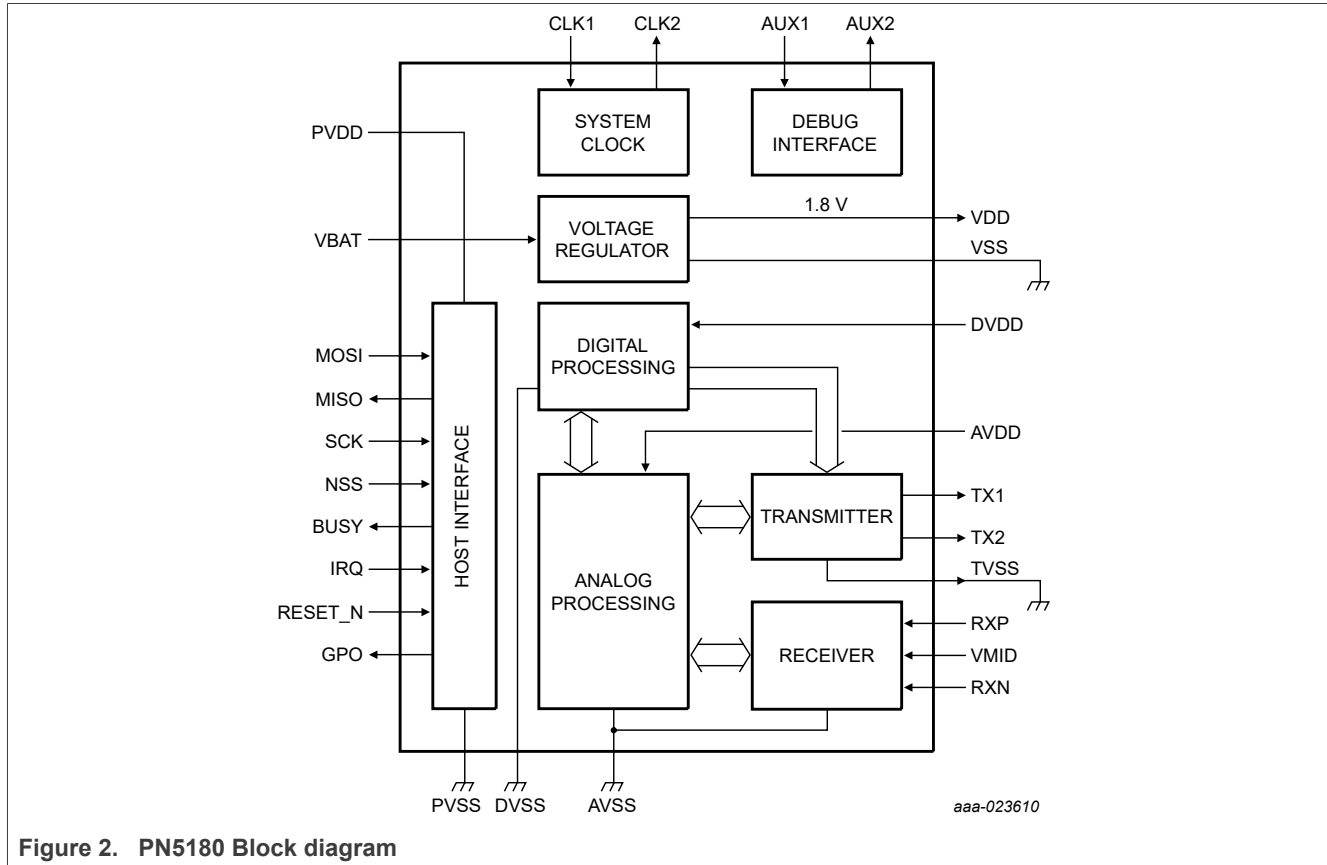 CLK1
CLK2
AUX1
AUX2
SYSTEM
CLOCK
DEBUG
INTERFACE
PVDD
VBAT
VOLTAGE
REGULATOR
1.8 V
VDD
VSS
DVDD
DIGITAL
PROCESSING
AVDD
MOSI
MISO
SCK
NSS
BUSY
IRQ
RESET_N
GPO
HOST INTERFACE
ANALOG
PROCESSING
TRANSMITTER
TX1
TX2
TVSS
RECEIVER
RXP
VMID
RXN
PVSS
DVSS
AVSS
aaa-023610
Figure 2. PN5180 Block diagram